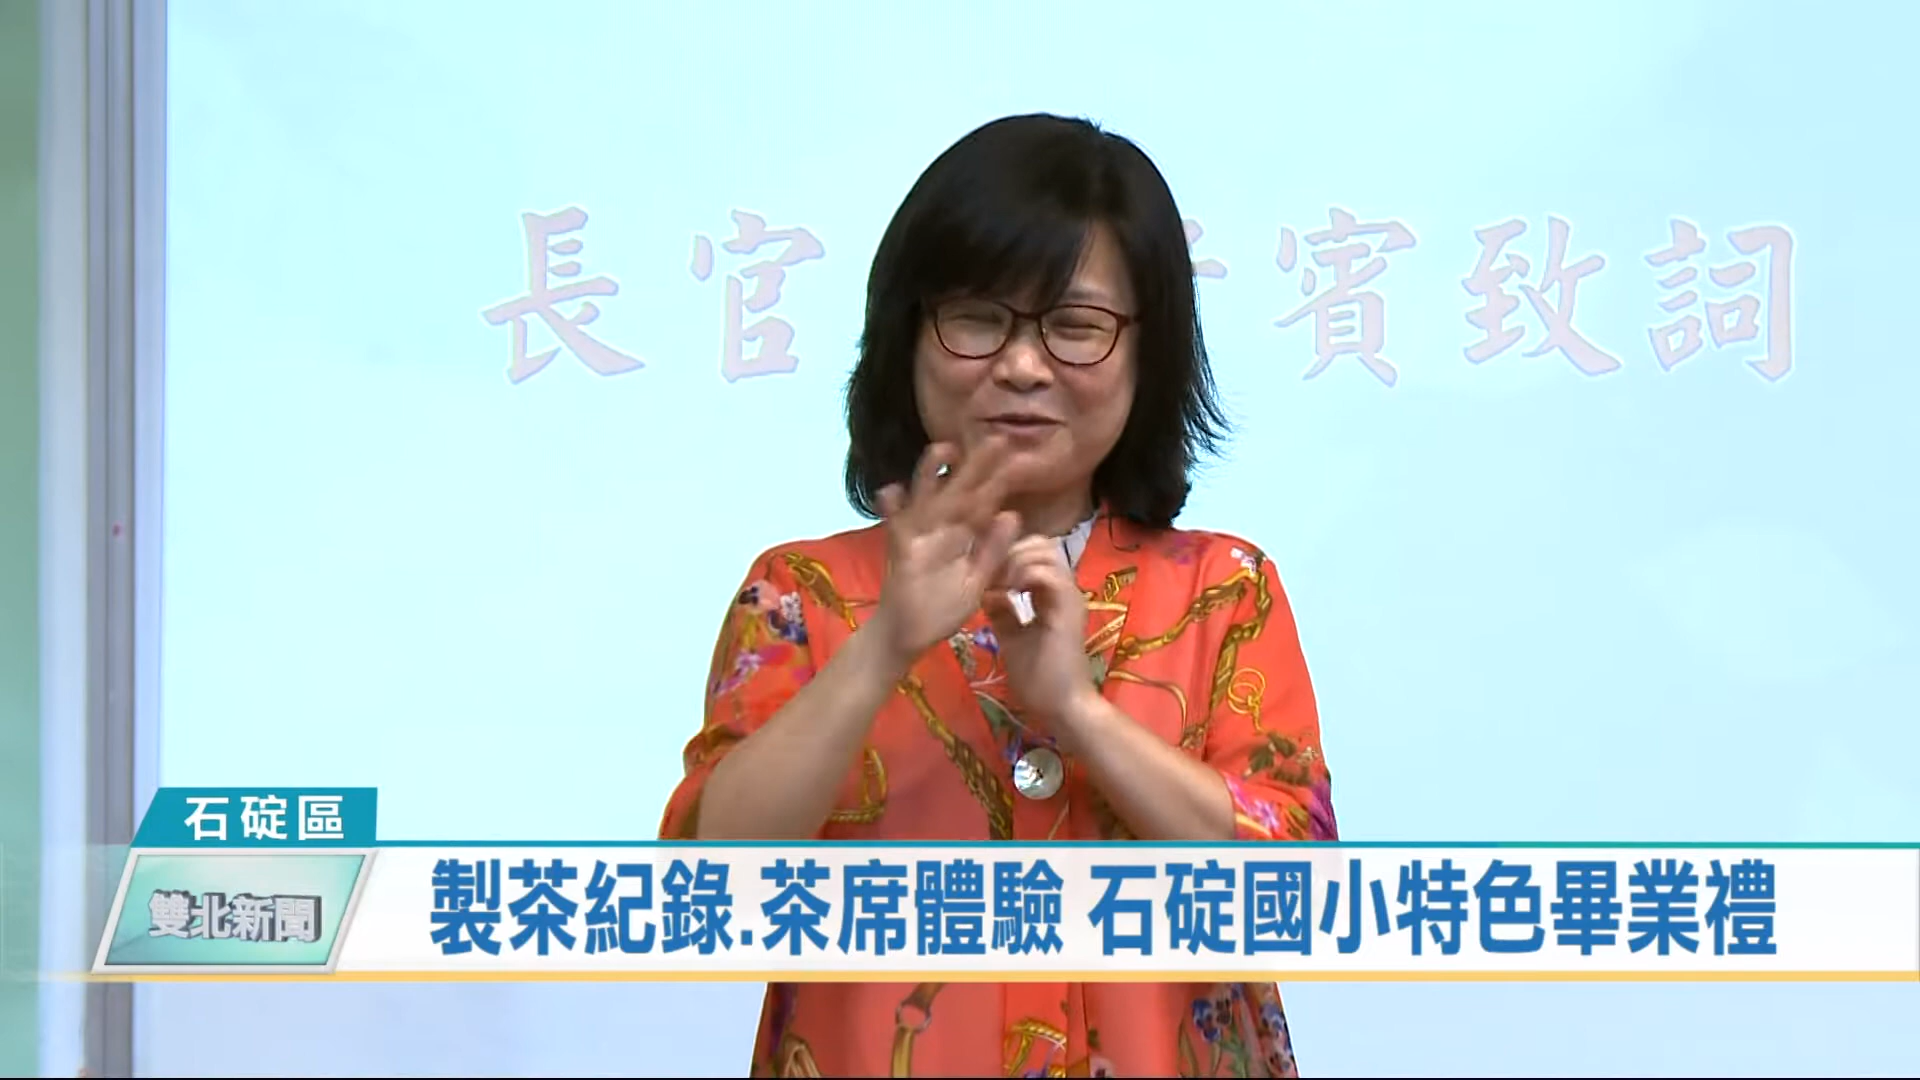 長官 賓致詞
石碇區
雙北新聞
製茶紀錄.茶席體驗 石碇國小特色畢業禮